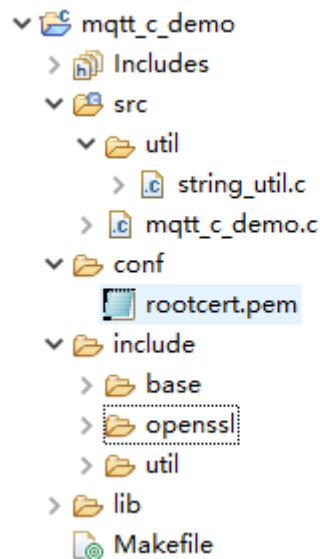 mqtt_c_demo
Includes
src
util
string_util.c
mqtt_c_demo.c
conf
rootcert.pem
include
base
openssl
util
lib
Makefile